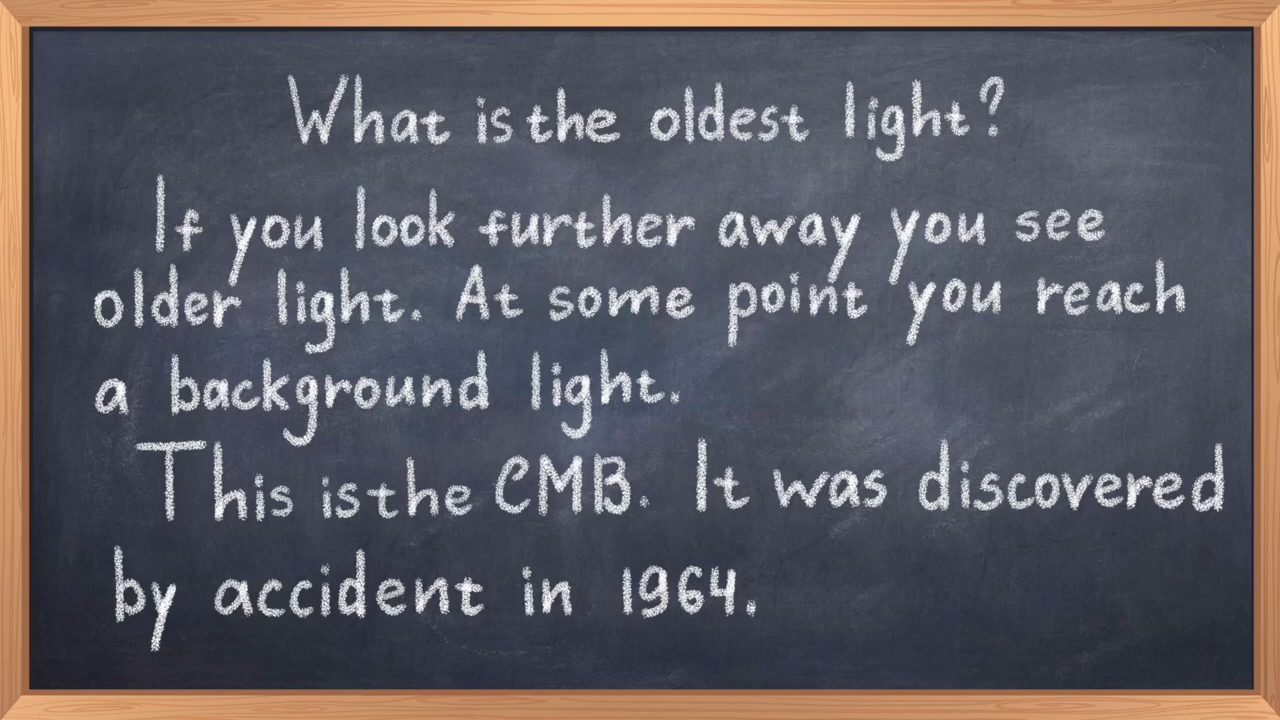 What is the oldest light?
If you look further away you see
older light. At some point you reach
a background light.
This is the CMB. It was discovered
by accident in 1964.